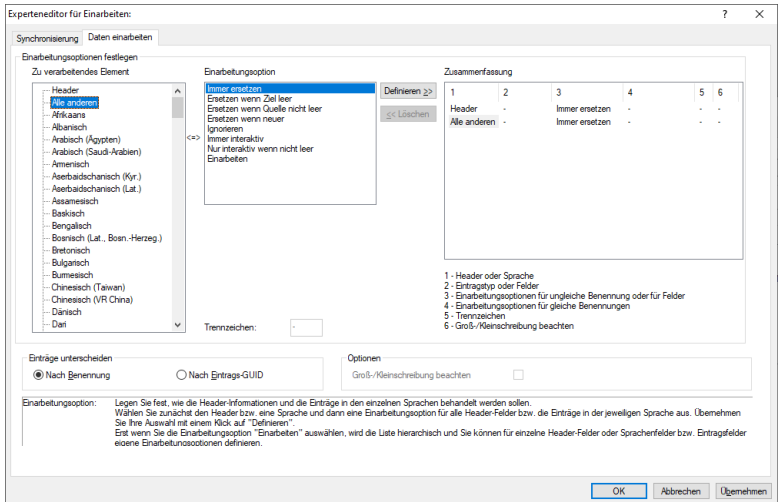 Experteneditor für Einarbeiten:
Synchronisierung Daten einarbeiten
Einarbeitungsoptionen festlegen
Zu verarbeitendes Element
Header
Alle anderen
Afrikaans
Albanisch
Arabisch (Ägypten)
Arabisch (Saudi-Arabien)
Armenisch
Aserbaidschanisch (Kyr.)
Aserbaidschanisch (Lat.)
Assamesisch
Baskisch
Bengalisch
Bosnisch (Lat., Bosn.-Herzeg.)
Bretonisch
Bulgarisch
Burmesisch
Chinesisch (Taiwan)
Chinesisch (VR China)
Dänisch
Dari
<=>
Einarbeitungsoption
Immer ersetzen
Ersetzen wenn Ziel leer
Ersetzen wenn Quelle nicht leer
Ersetzen wenn neuer
Ignorieren
Immer interaktiv
Nur interaktiv wenn nicht leer
Einarbeiten
Trennzeichen: -
Definieren >>
<< Löschen
Zusammenfassung
1 2 3 4 5 6
Header - Immer ersetzen - - -
Alle anderen - Immer ersetzen - - -
1 - Header oder Sprache
2 - Eintragstyp oder Felder
3 - Einarbeitungsoptionen für ungleiche Benennung oder für Felder
4 - Einarbeitungsoptionen für gleiche Benennungen
5 - Trennzeichen
6 - Groß-/Kleinschreibung beachten
Einträge unterscheiden
Nach Benennung Nach Eintrags-GUID
Optionen
Groß-/Kleinschreibung beachten
Einarbeitungsoption: Legen Sie fest, wie die Header-Informationen und die Einträge in den einzelnen Sprachen behandelt werden sollen.
Wählen Sie zunächst den Header bzw. eine Sprache und dann eine Einarbeitungsoption für alle Header-Felder bzw. die Einträge in der jeweiligen Sprache aus. Übernehmen
Sie Ihre Auswahl mit einem Klick auf "Definieren".
Erst wenn Sie die Einarbeitungsoption "Einarbeiten" auswählen, wird die Liste hierarchisch und Sie können für einzelne Header-Felder oder Sprachenfelder bzw. Eintragsfelder
eigene Einarbeitungsoptionen definieren.
OK Abbrechen Übernehmen